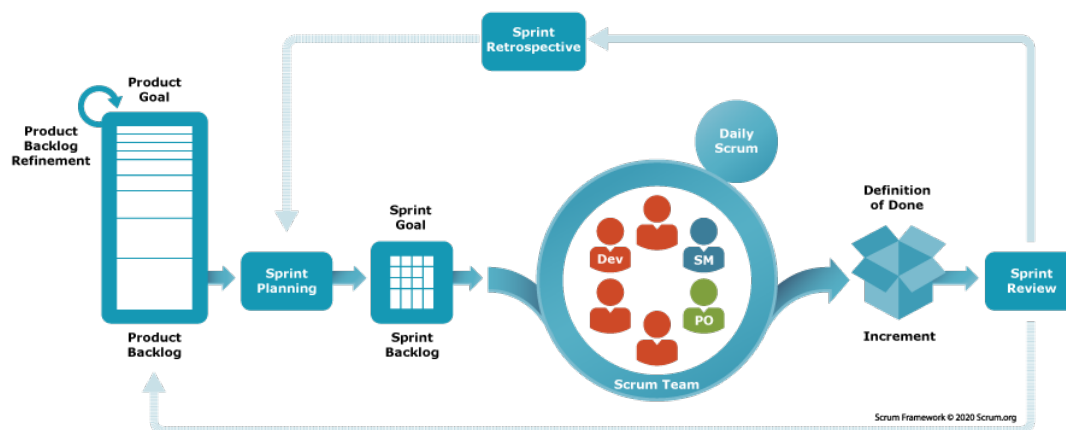 Sprint
Retrospective
Product
Goal
Product
Backlog
Refinement
Daily
Scrum
Sprint
Goal
Definition
of Done
Dev
SM
Sprint
Planning
Sprint
Review
PO
Product
Backlog
Sprint
Backlog
Increment
Scrum Team
Scrum Framework © 2020 Scrum.org